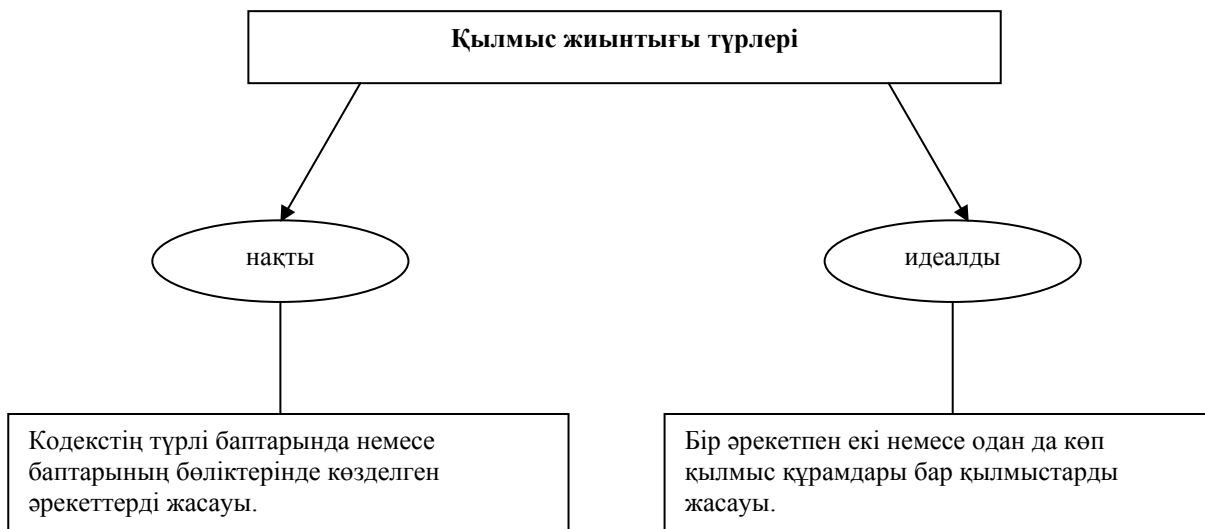 Қылмыс жиынтығы түрлері
нақты
идеалды
Кодекстің түрлі баптарында немесе
баптарының бөліктерінде көзделген
әрекеттерді жасауы.
Бір әрекетпен екі немесе одан да көп
қылмыс құрамдары бар қылмыстарды
жасауы.